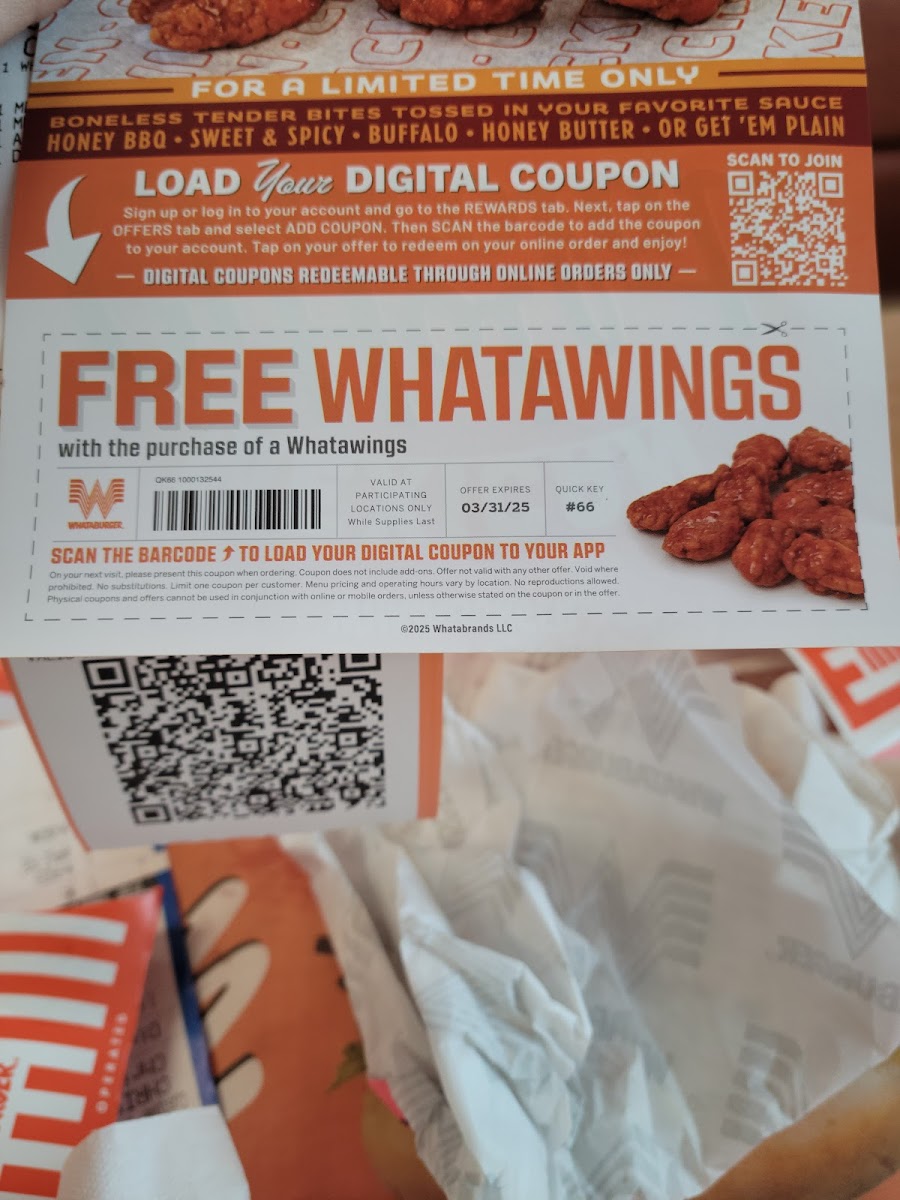 FOR A LIMITED TIME ONLY
BONELESS TENDER BITES TOSSED IN YOUR FAVORITE SAUCE
HONEY BBQ • SWEET & SPICY • BUFFALO • HONEY BUTTER • OR GET 'EM PLAIN
LOAD Your DIGITAL COUPON
Sign up or log in to your account and go to the REWARDS tab. Next, tap on the
OFFERS tab and select ADD COUPON. Then SCAN the barcode to add the coupon
to your account. Tap on your offer to redeem on your online order and enjoy!
— DIGITAL COUPONS REDEEMABLE THROUGH ONLINE ORDERS ONLY —
SCAN TO JOIN
FREE WHATAWINGS
with the purchase of a Whatawings
WHATABURGER
QK66 1000132544
VALID AT
PARTICIPATING
LOCATIONS ONLY
While Supplies Last
OFFER EXPIRES
03/31/25
QUICK KEY
#66
SCAN THE BARCODE TO LOAD YOUR DIGITAL COUPON TO YOUR APP
On your next visit, please present this coupon when ordering. Coupon does not include add-ons. Offer not valid with any other offer. Void where
prohibited. No substitutions. Limit one coupon per customer. Menu pricing and operating hours vary by location. No reproductions allowed.
Physical coupons and offers cannot be used in conjunction with online or mobile orders, unless otherwise stated on the coupon or in the offer.
©2025 Whatabrands LLC
OPERATED